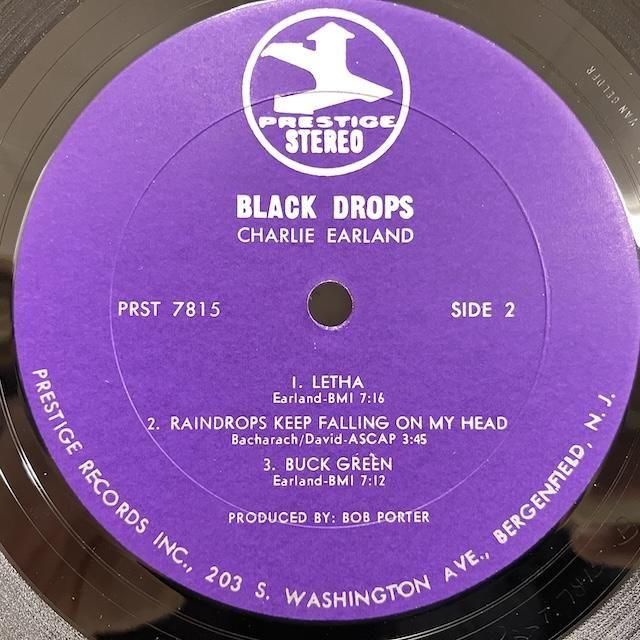 PRESTIGE
STEREO
BLACK DROPS
CHARLIE EARLAND
PRST 7815
SIDE 2
1. LETHA
Earland-BMI 7:16
2. RAINDROPS KEEP FALLING ON MY HEAD
Bacharach/David-ASCAP 3:45
3. BUCK GREEN
Earland-BMI 7:12
PRODUCED BY: BOB PORTER
PRESTIGE RECORDS INC., 203 S. WASHINGTON AVE., BERGENFIELD, N. J.
VAN GELDER